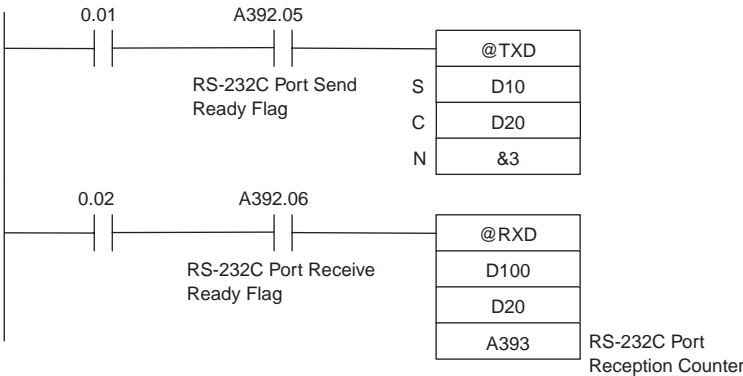 0.01 A392.05
@TXD
RS-232C Port Send S D10
Ready Flag
C D20
N &3
0.02 A392.06
@RXD
RS-232C Port Receive D100
Ready Flag
D20
A393 RS-232C Port
Reception Counter